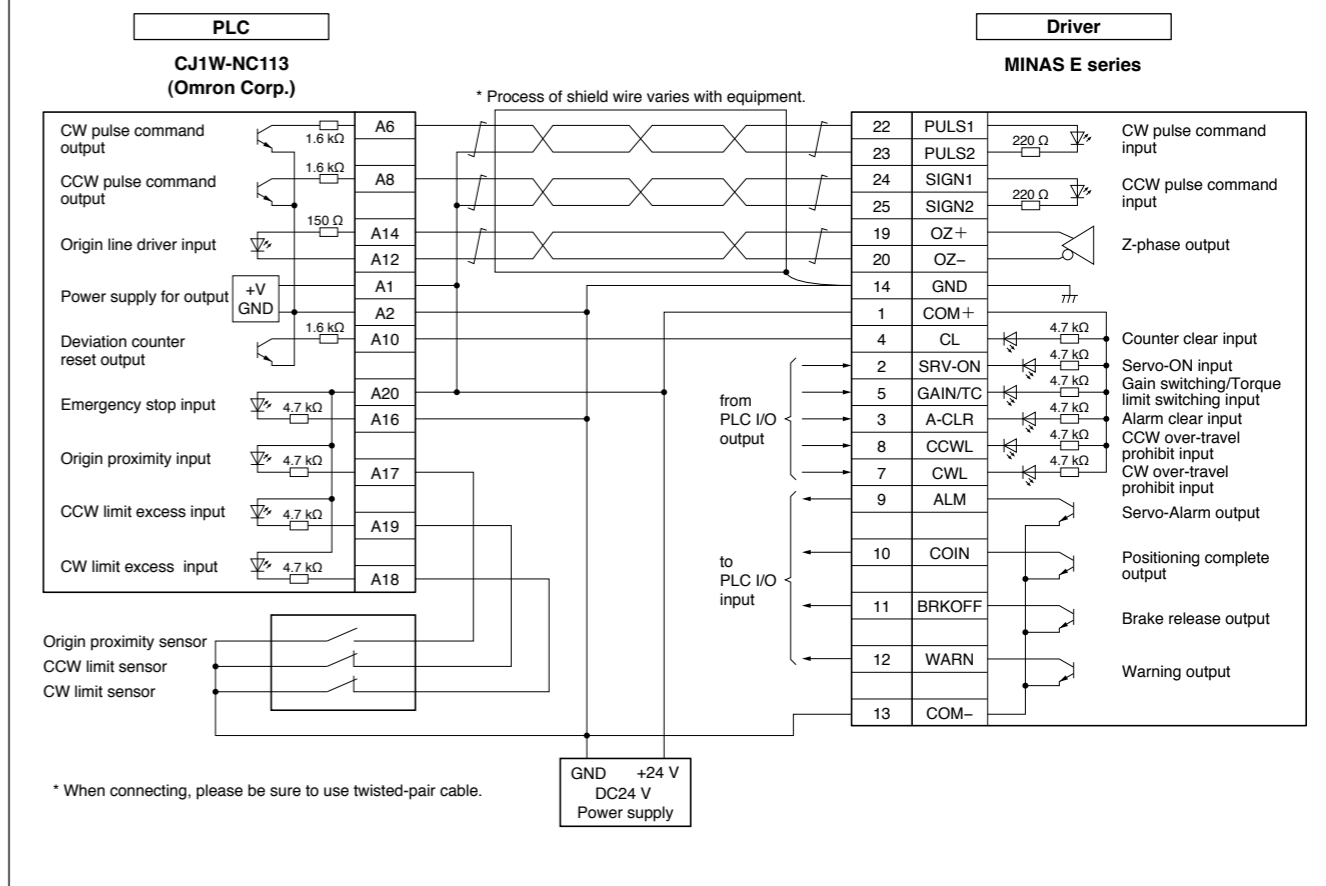 PLC
Driver
CJ1W-NC113
(Omron Corp.)
MINAS E series
* Process of shield wire varies with equipment.
CW pulse command
output
1.6 kΩ
A6
22 PULS1
23 PULS2
220 Ω
CW pulse command
input
CCW pulse command
output
1.6 kΩ
A8
24 SIGN1
25 SIGN2
220 Ω
CCW pulse command
input
Origin line driver input
150 Ω
A14
A12
19 OZ+
20 OZ−
Z-phase output
Power supply for output
+V
GND
A1
A2
14 GND
1 COM+
Deviation counter
reset output
1.6 kΩ
A10
4 CL
4.7 kΩ
Counter clear input
from
PLC I/O
output
2 SRV-ON
4.7 kΩ
Servo-ON input
5 GAIN/TC
4.7 kΩ
Gain switching/Torque
limit switching input
3 A-CLR
4.7 kΩ
Alarm clear input
8 CCWL
4.7 kΩ
CCW over-travel
prohibit input
7 CWL
4.7 kΩ
CW over-travel
prohibit input
Emergency stop input
4.7 kΩ
A20
A16
Origin proximity input
4.7 kΩ
A17
CCW limit excess input
4.7 kΩ
A19
CW limit excess input
4.7 kΩ
A18
to
PLC I/O
input
9 ALM
Servo-Alarm output
10 COIN
Positioning complete
output
11 BRKOFF
Brake release output
12 WARN
Warning output
13 COM−
Origin proximity sensor
CCW limit sensor
CW limit sensor
GND +24 V
DC24 V
Power supply
* When connecting, please be sure to use twisted-pair cable.